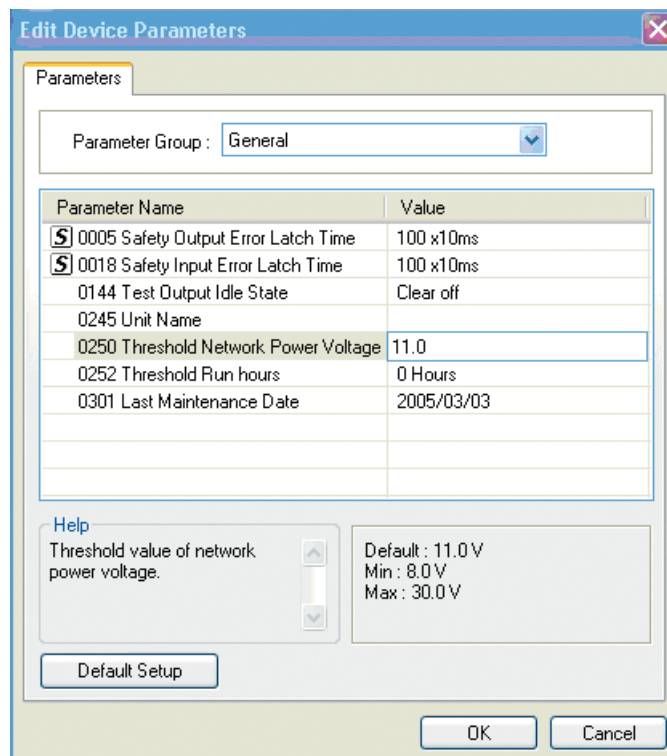 Edit Device Parameters
Parameters
Parameter Group : General
Parameter Name Value
S 0005 Safety Output Error Latch Time 100 x10ms
S 0018 Safety Input Error Latch Time 100 x10ms
0144 Test Output Idle State Clear off
0245 Unit Name
0250 Threshold Network Power Voltage 11.0
0252 Threshold Run hours 0 Hours
0301 Last Maintenance Date 2005/03/03
Help
Threshold value of network
power voltage.
Default : 11.0 V
Min : 8.0 V
Max : 30.0 V
Default Setup
OK Cancel